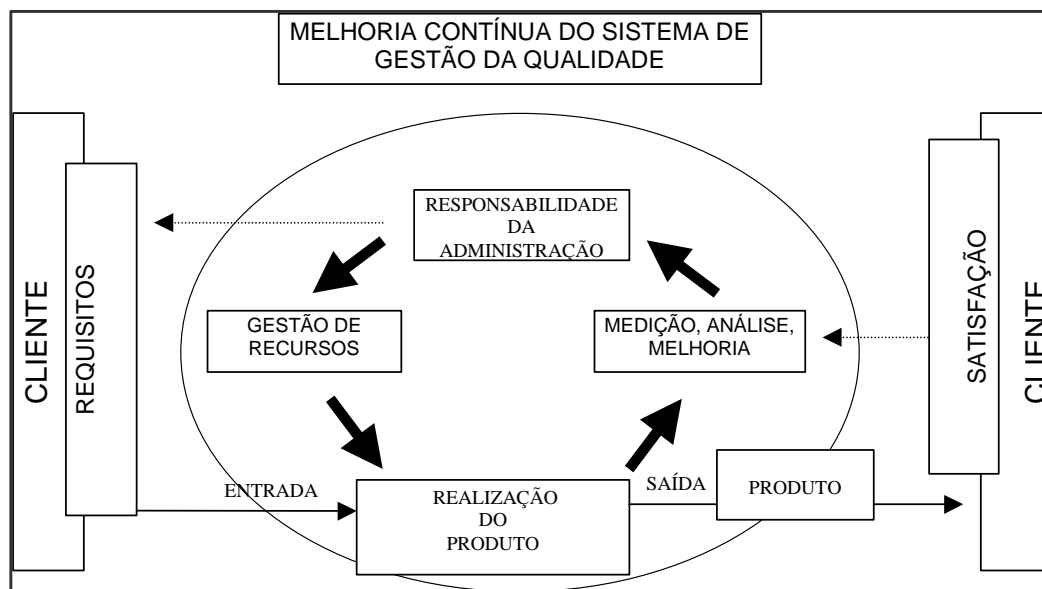 MELHORIA CONTÍNUA DO SISTEMA DE
GESTÃO DA QUALIDADE
CLIENTE
REQUISITOS
RESPONSABILIDADE
DA
ADMINISTRAÇÃO
GESTÃO DE
RECURSOS
MEDIÇÃO, ANÁLISE,
MELHORIA
SATISFAÇÃO
CLIENTE
ENTRADA
REALIZAÇÃO
DO
PRODUTO
SAÍDA
PRODUTO